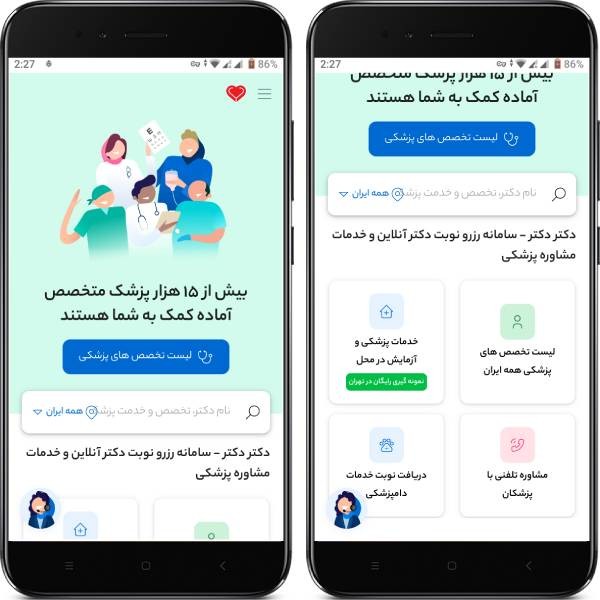 2:27
86%
بیش از ۱۵ هزار پزشک متخصص
آماده کمک به شما هستند
لیست تخصص های پزشکی
نام دکتر، تخصص و خدمت پزشک
همه ایران
دکتر دکتر - سامانه رزرو نوبت دکتر آنلاین و خدمات
مشاوره پزشکی
2:27
86%
بیش از ۱۵ هزار پزشک متخصص
آماده کمک به شما هستند
لیست تخصص های پزشکی
نام دکتر، تخصص و خدمت پزشک
همه ایران
دکتر دکتر - سامانه رزرو نوبت دکتر آنلاین و خدمات
مشاوره پزشکی
لیست تخصص های
پزشکی همه ایران
خدمات پزشکی و
آزمایش در محل
نمونه گیری رایگان در تهران
مشاوره تلفنی با
پزشکان
دریافت نوبت خدمات
دامپزشکی